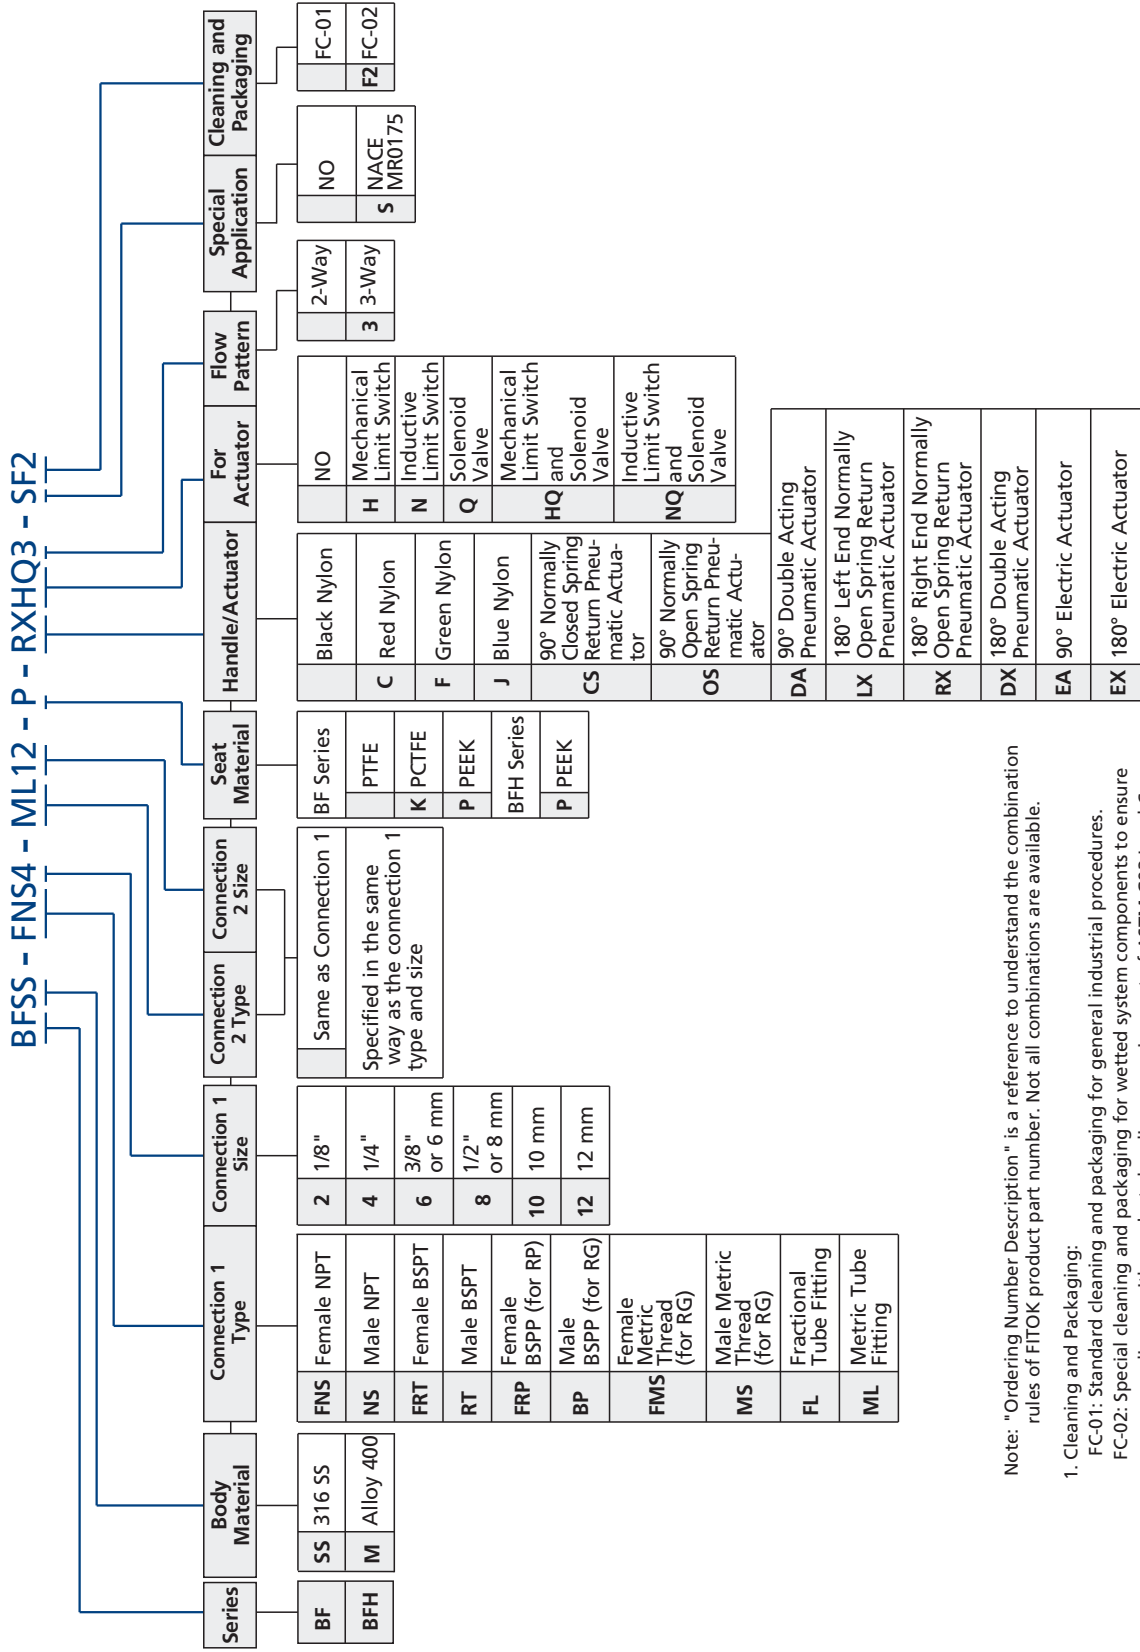 BFSS - FNS4 - ML12 - P - RXHQ3 - SF2
Series
BF
BFH
Body
Material
SS 316 SS
M Alloy 400
Connection 1
Type
FNS Female NPT
NS Male NPT
FRT Female BSPT
RT Male BSPT
FRP Female
BSPP (for RP)
BP Male
BSPP (for RG)
FMS Female
Metric
Thread
(for RG)
MS Male Metric
Thread
(for RG)
FL Fractional
Tube Fitting
ML Metric Tube
Fitting
Connection 1
Size
2 1/8"
4 1/4"
6 3/8"
or 6 mm
8 1/2"
or 8 mm
10 10 mm
12 12 mm
Connection
2 Type
Connection
2 Size
Same as Connection 1
Specified in the same
way as the connection 1
type and size
Seat
Material
BF Series
PTFE
K PCTFE
P PEEK
BFH Series
P PEEK
Handle/Actuator
Black Nylon
C Red Nylon
F Green Nylon
J Blue Nylon
CS 90° Normally
Closed Spring
Return Pneu-
matic Actua-
tor
OS 90° Normally
Open Spring
Return Pneu-
matic Actu-
ator
DA 90° Double Acting
Pneumatic Actuator
LX 180° Left End Normally
Open Spring Return
Pneumatic Actuator
RX 180° Right End Normally
Open Spring Return
Pneumatic Actuator
DX 180° Double Acting
Pneumatic Actuator
EA 90° Electric Actuator
EX 180° Electric Actuator
For
Actuator
NO
H Mechanical
Limit Switch
N Inductive
Limit Switch
Q Solenoid
Valve
HQ Mechanical
Limit Switch
and
Solenoid
Valve
NQ Inductive
Limit Switch
and
Solenoid
Valve
Flow
Pattern
2-Way
3 3-Way
Special
Application
NO
S NACE
MR0175
Cleaning and
Packaging
FC-01
F2 FC-02
Note: "Ordering Number Description" is a reference to understand the combination
rules of FITOK product part number. Not all combinations are available.
1. Cleaning and Packaging:
FC-01: Standard cleaning and packaging for general industrial procedures.
FC-02: Special cleaning and packaging for wetted system components to ensure